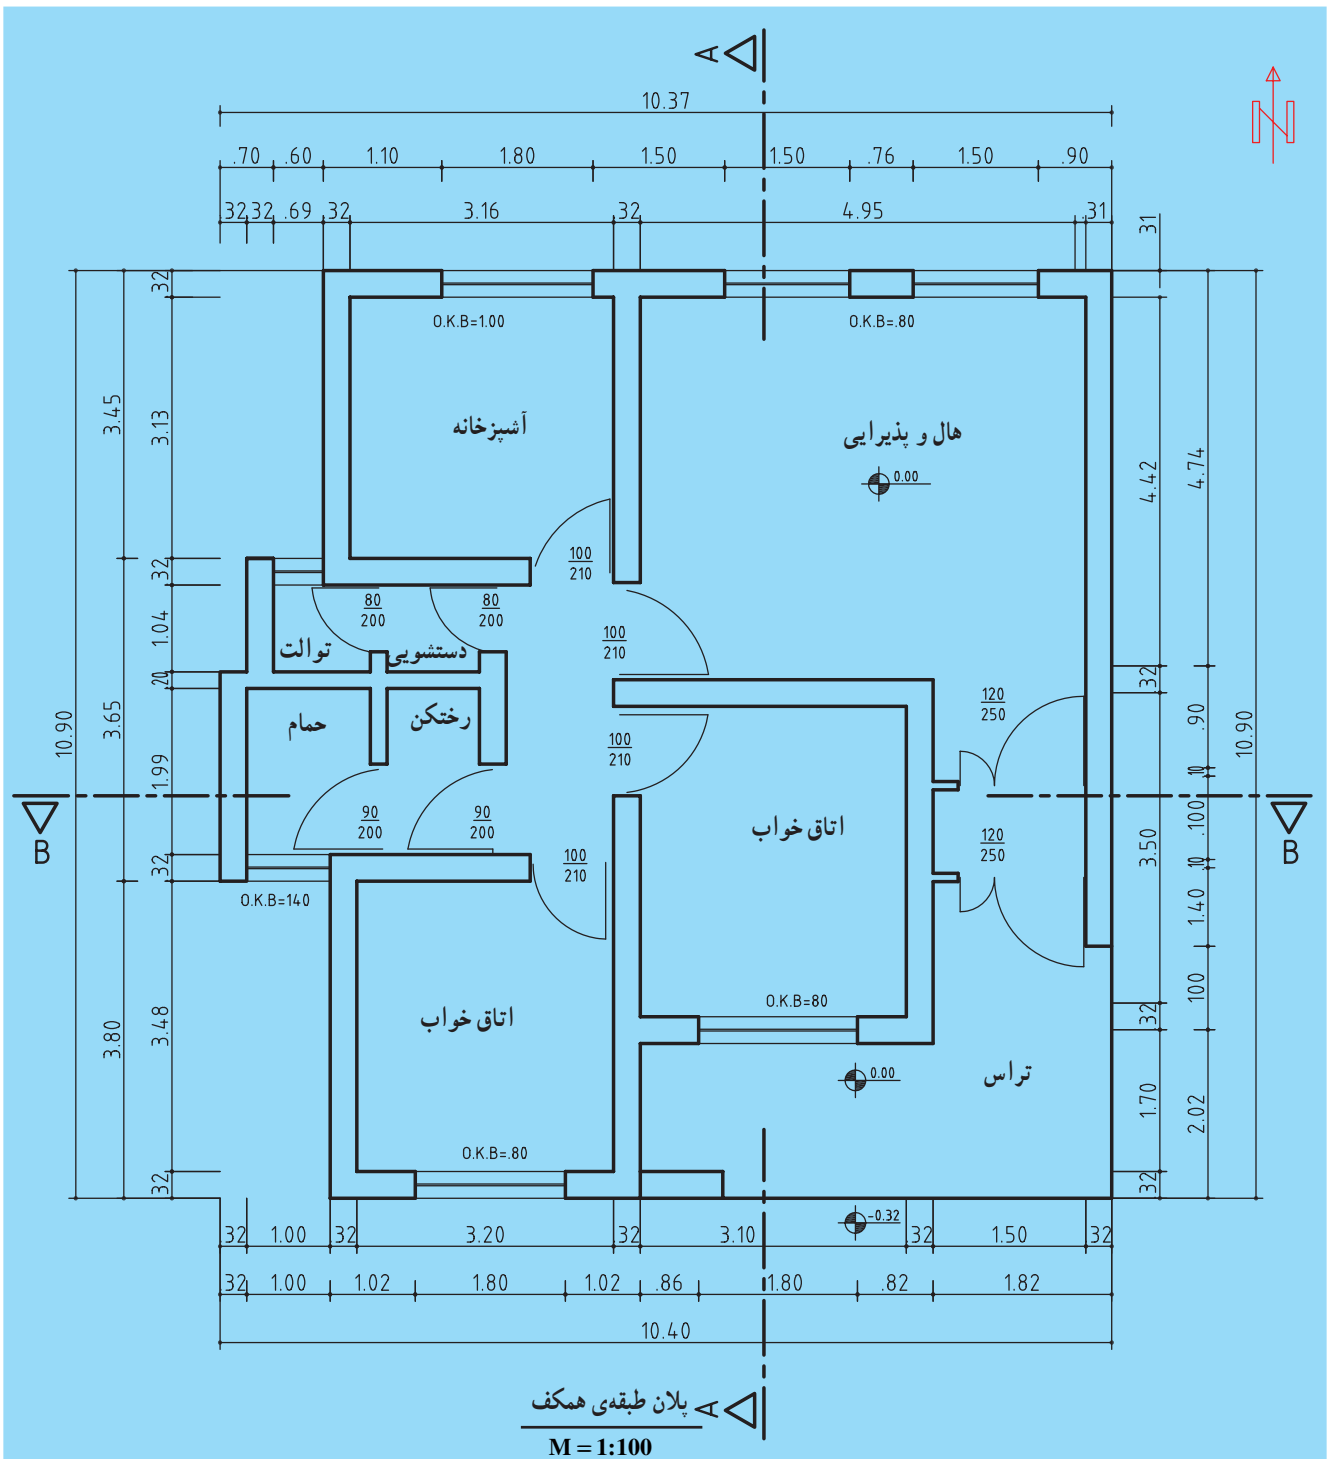 A
N
10.37
.70 .60 1.10 1.80 1.50 1.50 .76 1.50 .90
32 32 .69 32 3.16 32 4.95 .31
31
32
O.K.B=1.00
O.K.B=.80
3.45
3.13
آشپزخانه
هال و پذیرایی
0.00
4.42
4.74
100
210
32
80
200
80
200
1.04
توالت
دستشویی
100
210
20
32
حمام
رختکن
120
250
.90
10.90
3.65
1.99
100
210
10
10.90
B
90
200
90
200
اتاق خواب
120
250
3.50
.100
B
32
100
210
.10
O.K.B=140
1.40
O.K.B=80
100
32
3.80
3.48
اتاق خواب
0.00
تراس
1.70
2.02
O.K.B=.80
32
32
-0.32
32 1.00 32 3.20 32 3.10 32 1.50 32
32 1.00 1.02 1.80 1.02 .86 1.80 .82 1.82
10.40
پلان طبقه‌ی همکف
A
M = 1:100